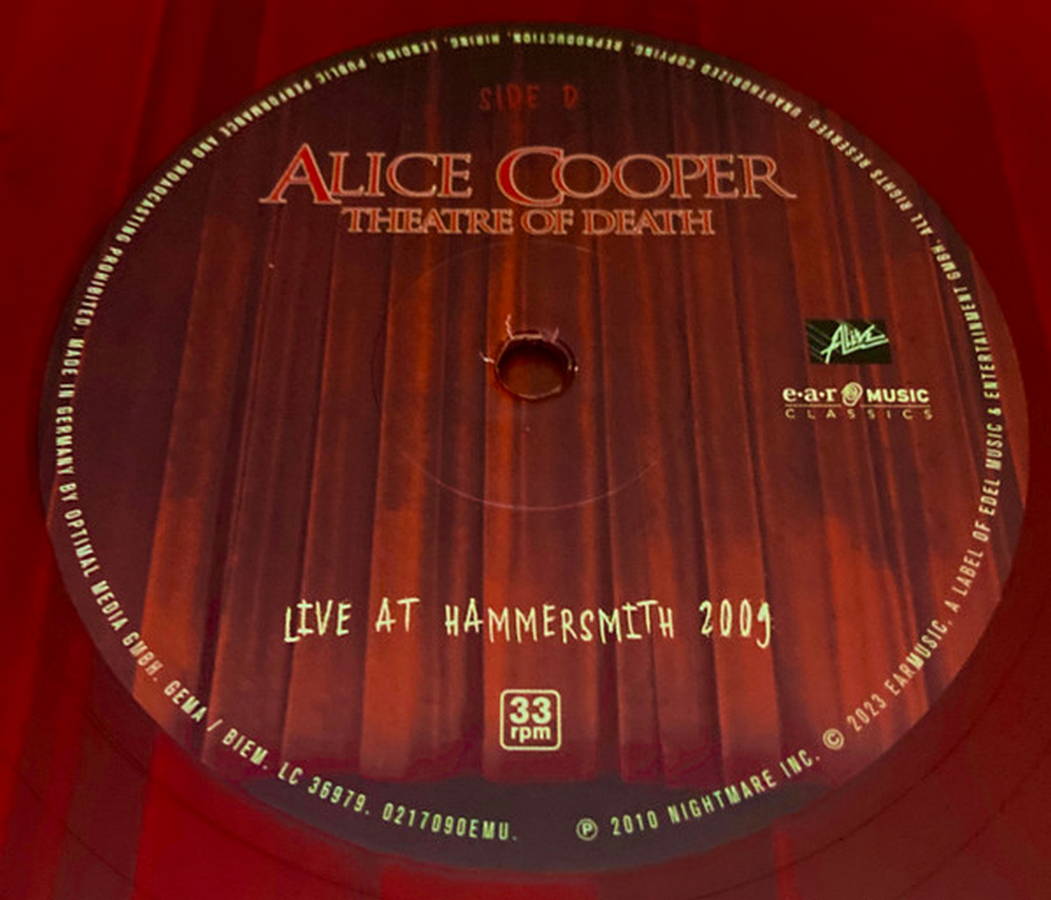 SIDE D
ALICE COOPER
THEATRE OF DEATH
Alive
e·a·r MUSIC
CLASSICS
LIVE AT HAMMERSMITH 2009
33
rpm
℗ 2010 NIGHTMARE INC. © 2023 EARMUSIC, A LABEL OF EDEL MUSIC & ENTERTAINMENT GMBH. ALL RIGHTS RESERVED. UNAUTHORIZED COPYING, REPRODUCTION, HIRING, LENDING, PUBLIC PERFORMANCE AND BROADCASTING PROHIBITED. MADE IN GERMANY BY OPTIMAL MEDIA GMBH. GEMA / BIEM. LC 36979. 0217090EMU.